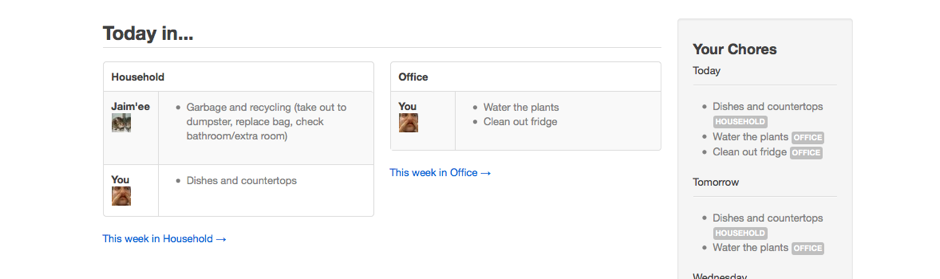 Today in...
Household
Jaim'ee
Garbage and recycling (take out to
dumpster, replace bag, check
bathroom/extra room)
You
Dishes and countertops
This week in Household →
Office
You
Water the plants
Clean out fridge
This week in Office →
Your Chores
Today
Dishes and countertops
HOUSEHOLD
Water the plants OFFICE
Clean out fridge OFFICE
Tomorrow
Dishes and countertops
HOUSEHOLD
Water the plants OFFICE
Wednesday